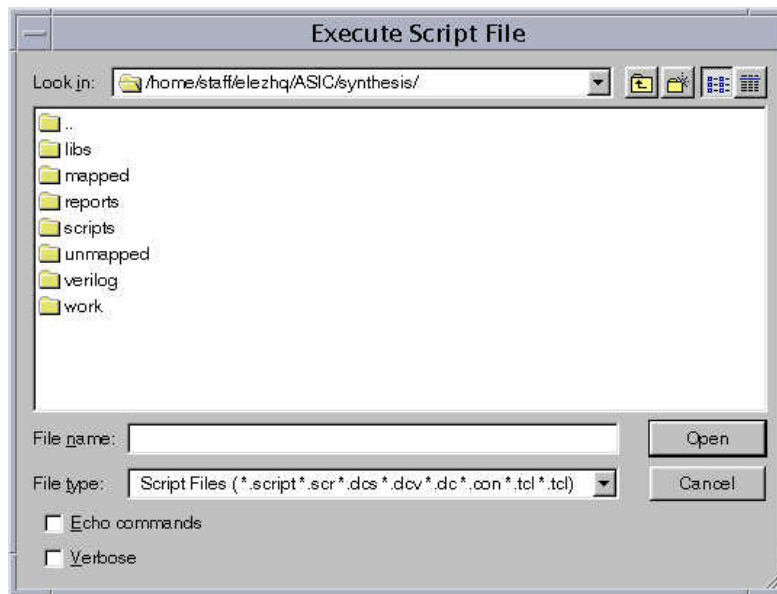 Execute Script File
Look in: /home/staff/elezhq/ASIC/synthesis/
..
libs
mapped
reports
scripts
unmapped
verilog
work
File name:
Open
File type: Script Files (*.script*.scr*.dcs*.dcv*.dc*.con*.tcl*.tcl)
Cancel
Echo commands
Verbose